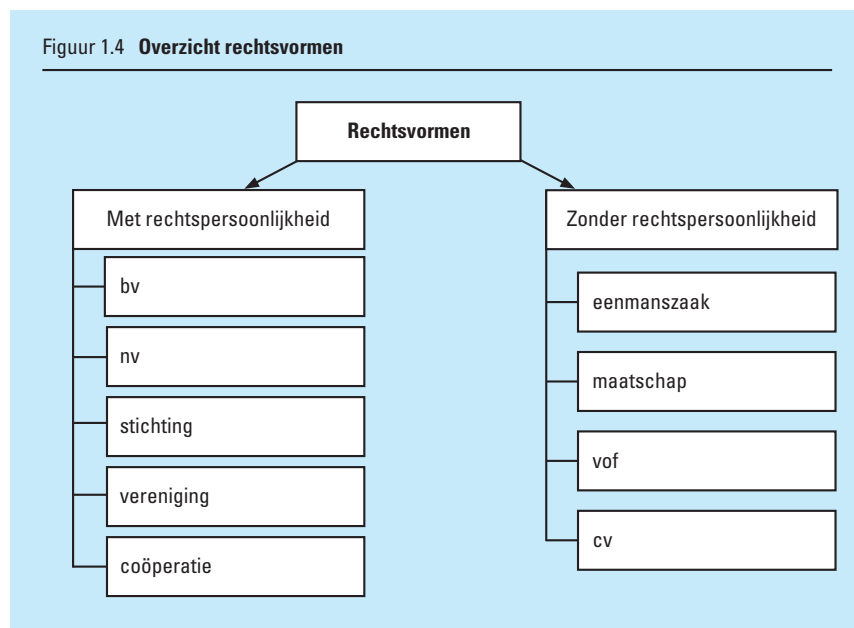 Figuur 1.4 Overzicht rechtsvormen
Rechtsvormen
Met rechtspersoonlijkheid
bv
nv
stichting
vereniging
coöperatie
Zonder rechtspersoonlijkheid
eenmanszaak
maatschap
vof
cv